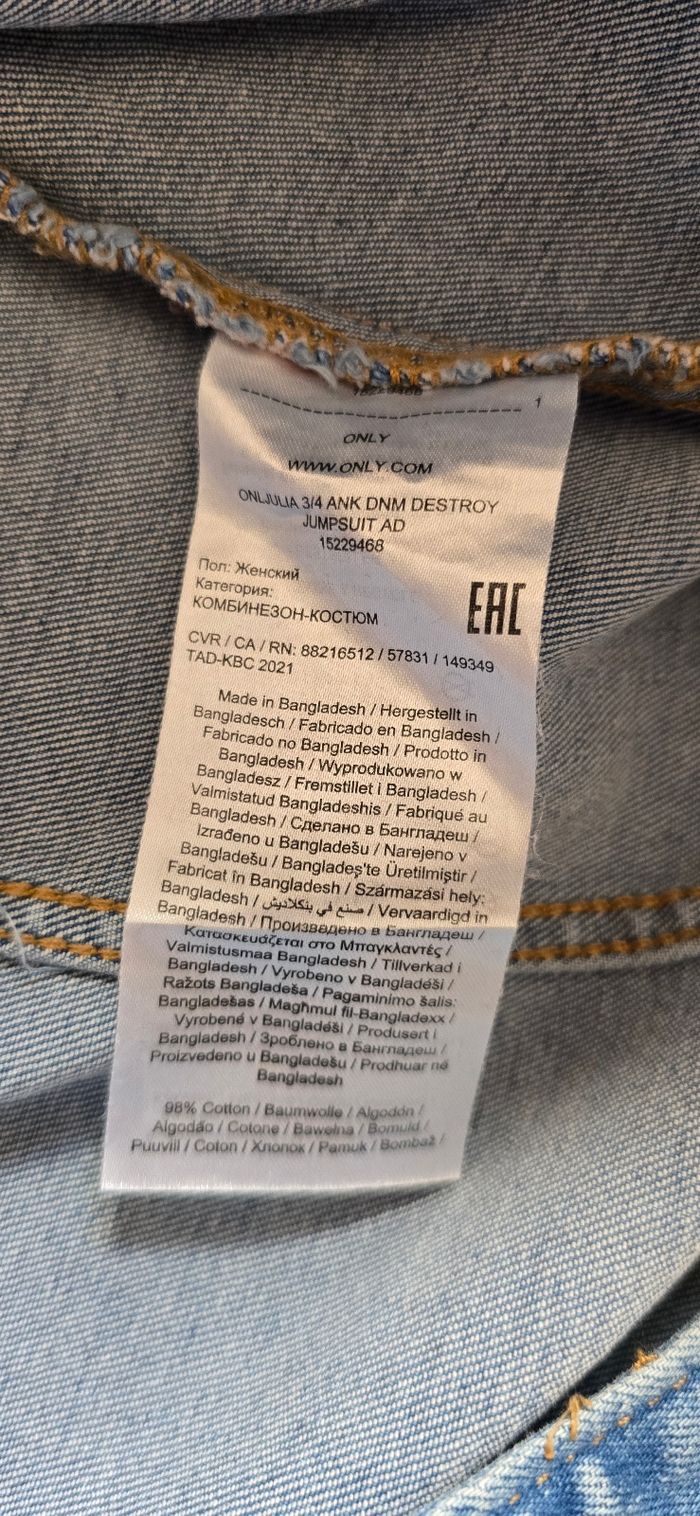 15229468
1
ONLY
WWW.ONLY.COM
ONLJULIA 3/4 ANK DNM DESTROY
JUMPSUIT AD
15229468
Пол: Женский
Категория:
КОМБИНЕЗОН-КОСТЮМ
EAC
CVR / CA / RN: 88216512 / 57831 / 149349
TAD-KBC 2021
Made in Bangladesh / Hergestellt in
Bangladesch / Fabricado en Bangladesh /
Fabricado no Bangladesh / Prodotto in
Bangladesh / Wyprodukowano w
Bangladesz / Fremstillet i Bangladesh /
Valmistatud Bangladeshis / Fabriqué au
Bangladesh / Сделано в Бангладеш /
Izrađeno u Bangladešu / Narejeno v
Bangladešu / Bangladeş'te Üretilmiştir /
Fabricat în Bangladesh / Származási hely:
Bangladesh / صنع في بنكلاديش / Vervaardigd in
Bangladesh / Произведено в Бангладеш /
Κατασκευάζεται στο Μπαγκλαντές /
Valmistusmaa Bangladesh / Tillverkad i
Bangladesh / Vyrobeno v Bangladéši /
Ražots Bangladeša / Pagaminimo šalis:
Bangladešas / Magħmul fil-Bangladexx /
Vyrobené v Bangladéši / Produsert i
Bangladesh / Зроблено в Бангладеш /
Proizvedeno u Bangladešu / Prodhuar në
Bangladesh
98% Cotton / Baumwolle / Algodón /
Algodão / Cotone / Bawełna / Bomuld /
Puuvill / Coton / Хлопок / Pamuk / Bombaž /